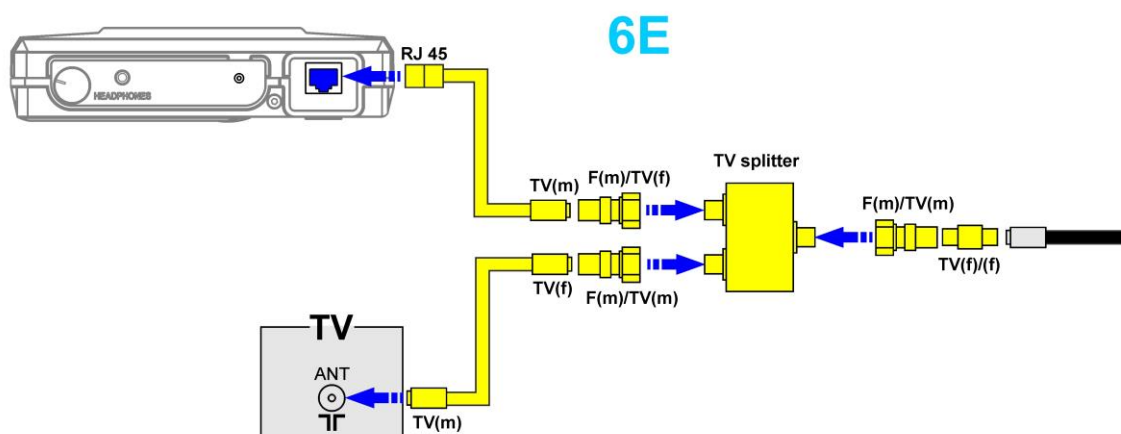 6E
RJ 45
HEADPHONES
TV splitter
TV(m)
F(m)/TV(f)
F(m)/TV(m)
TV(f)/(f)
TV(f)
F(m)/TV(m)
TV
ANT
TV(m)